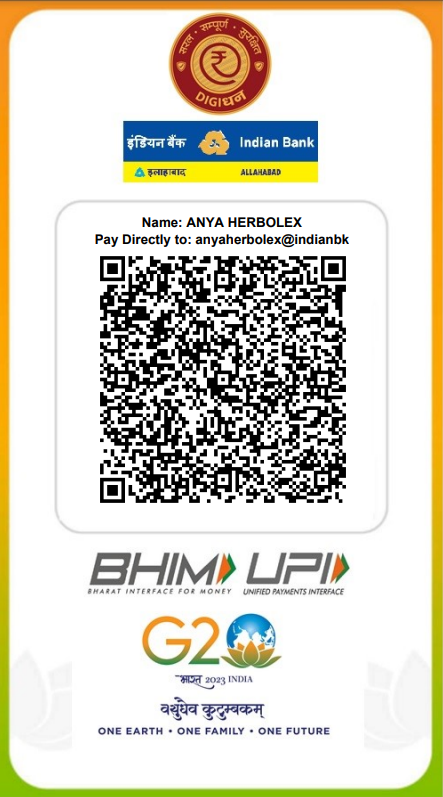 सरल • सम्पूर्ण • सुरक्षित
₹
DIGIधन
इंडियन बैंक Indian Bank
इलाहाबाद ALLAHABAD
Name: ANYA HERBOLEX
Pay Directly to: anyaherbolex@indianbk
BHIM UPI
BHARAT INTERFACE FOR MONEY UNIFIED PAYMENTS INTERFACE
G20
भारत 2023 INDIA
वसुधैव कुटुम्बकम्
ONE EARTH • ONE FAMILY • ONE FUTURE